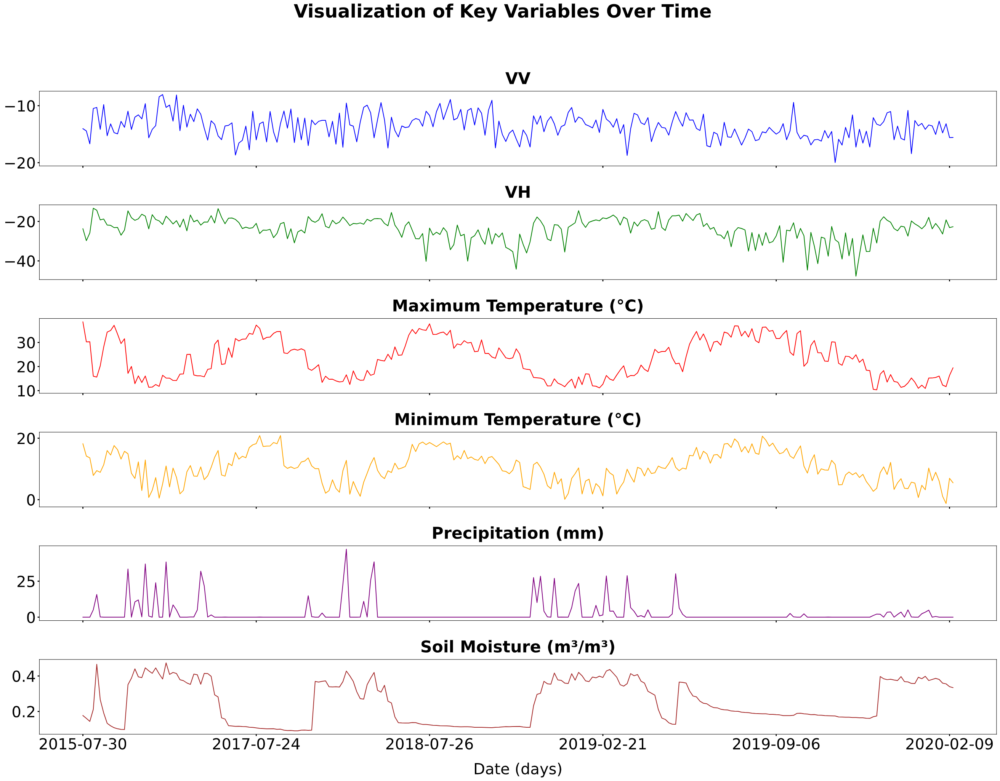 Visualization of Key Variables Over Time
VV
−10
−20
VH
−20
−40
Maximum Temperature (°C)
30
20
10
Minimum Temperature (°C)
20
0
Precipitation (mm)
25
0
Soil Moisture (m³/m³)
0.4
0.2
2015-07-30 2017-07-24 2018-07-26 2019-02-21 2019-09-06 2020-02-09
Date (days)